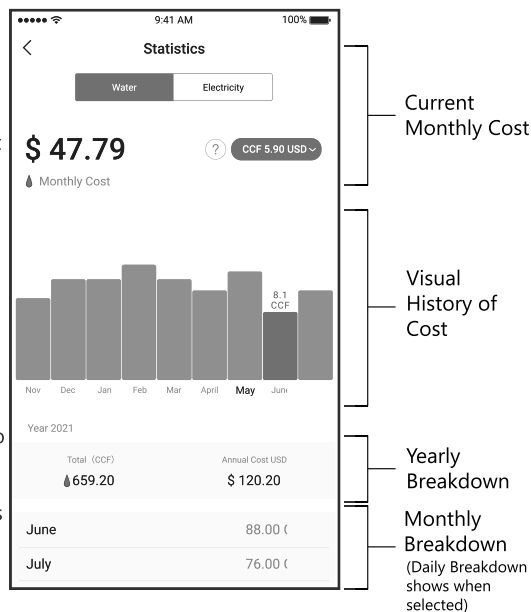 9:41 AM
100%
Statistics
Water
Electricity
$ 47.79
?
CCF 5.90 USD
Monthly Cost
8.1
CCF
Nov
Dec
Jan
Feb
Mar
April
May
June
Year 2021
Total (CCF)
Annual Cost USD
659.20
$ 120.20
June
88.00
July
76.00
Current
Monthly Cost
Visual
History of
Cost
Yearly
Breakdown
Monthly
Breakdown
(Daily Breakdown
shows when
selected)